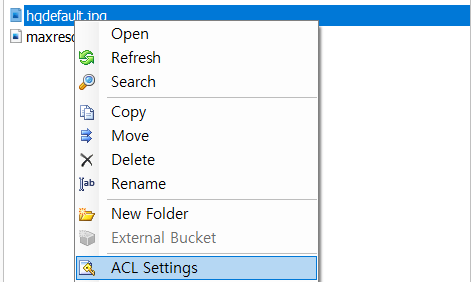 hqdefault.jpg
Open
Refresh
Search
Copy
Move
Delete
Rename
New Folder
External Bucket
ACL Settings